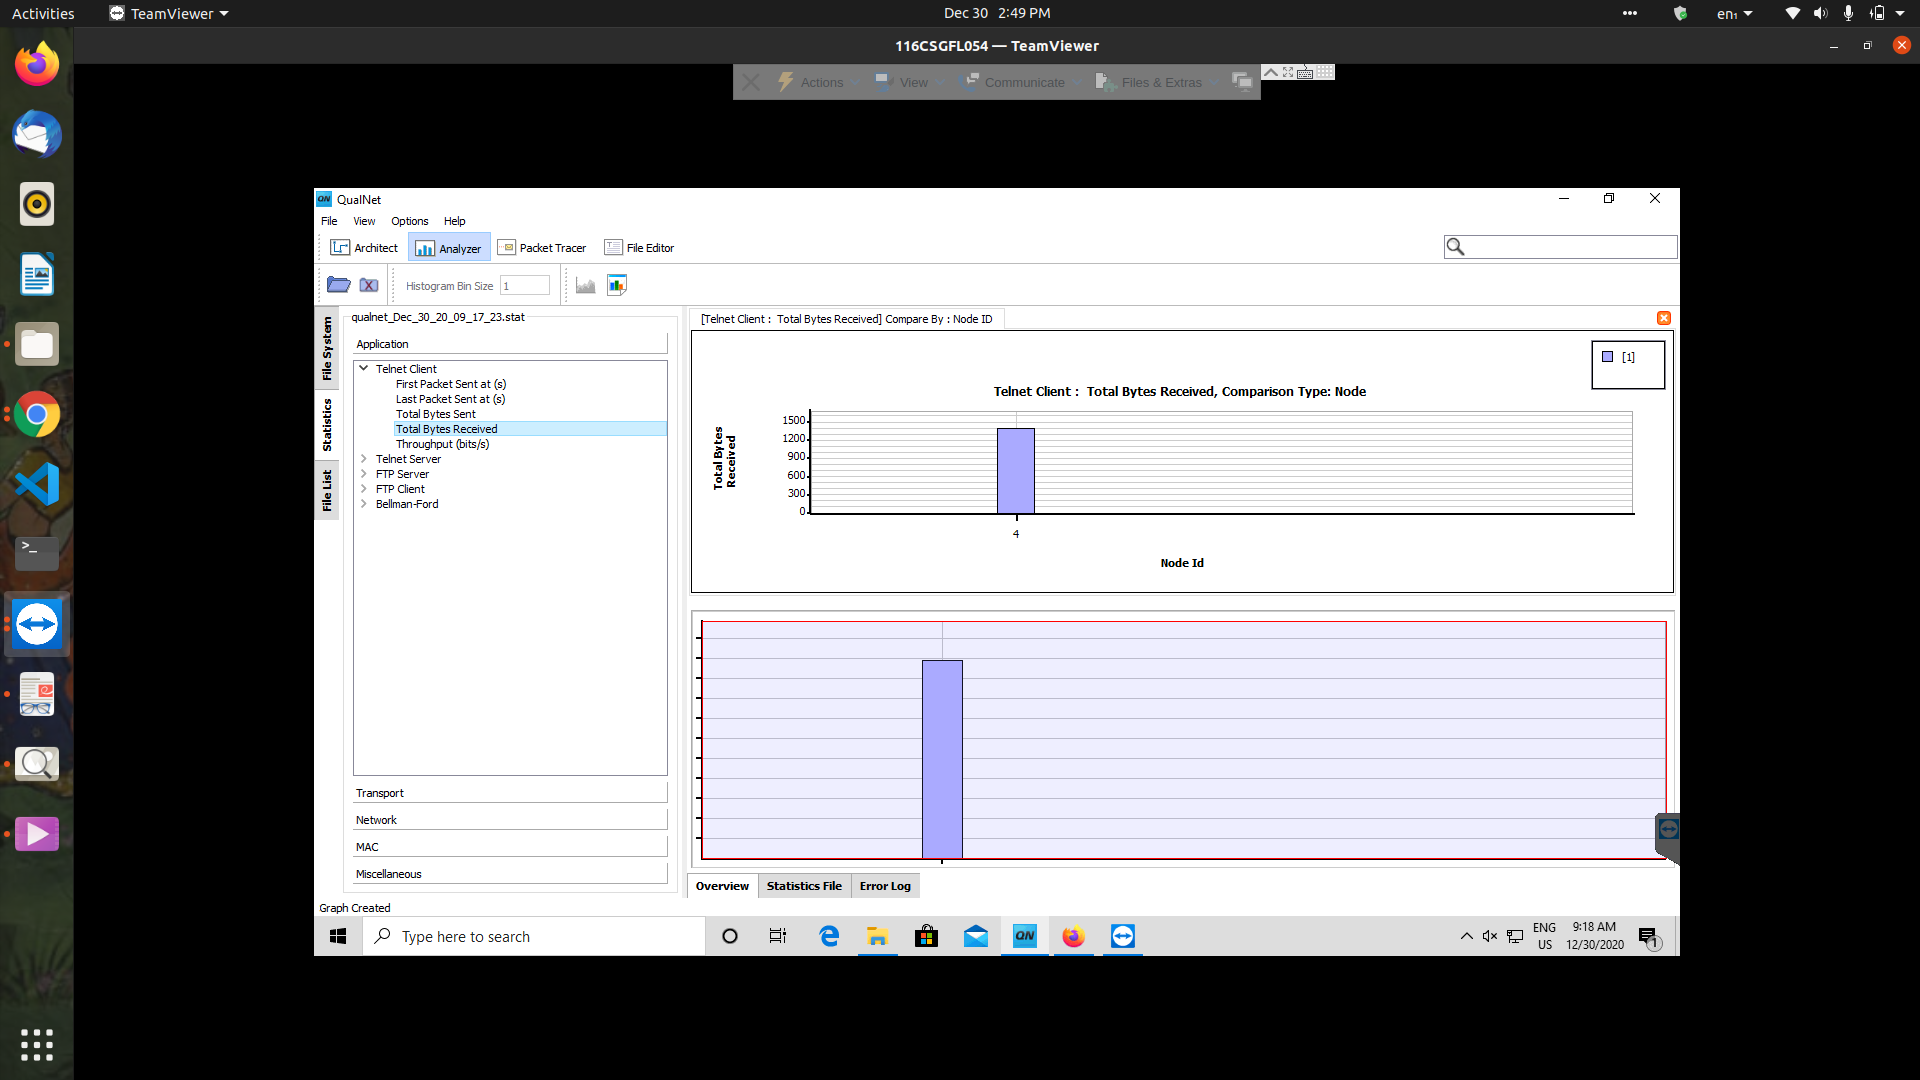 Activities
TeamViewer
Dec 30 2:49 PM
en₁
116CSGFL054 — TeamViewer
Actions
View
Communicate
Files & Extras
QN QualNet
File View Options Help
Architect
Analyzer
Packet Tracer
File Editor
Histogram Bin Size 1
File System
Statistics
File List
qualnet_Dec_30_20_09_17_23.stat
Application
Telnet Client
First Packet Sent at (s)
Last Packet Sent at (s)
Total Bytes Sent
Total Bytes Received
Throughput (bits/s)
Telnet Server
FTP Server
FTP Client
Bellman-Ford
Transport
Network
MAC
Miscellaneous
[Telnet Client : Total Bytes Received] Compare By : Node ID
[1]
Telnet Client : Total Bytes Received, Comparison Type: Node
Total Bytes
Received
1500
1200
900
600
300
0
4
Node Id
Overview
Statistics File
Error Log
Graph Created
Type here to search
QN
ENG
US
9:18 AM
12/30/2020
1